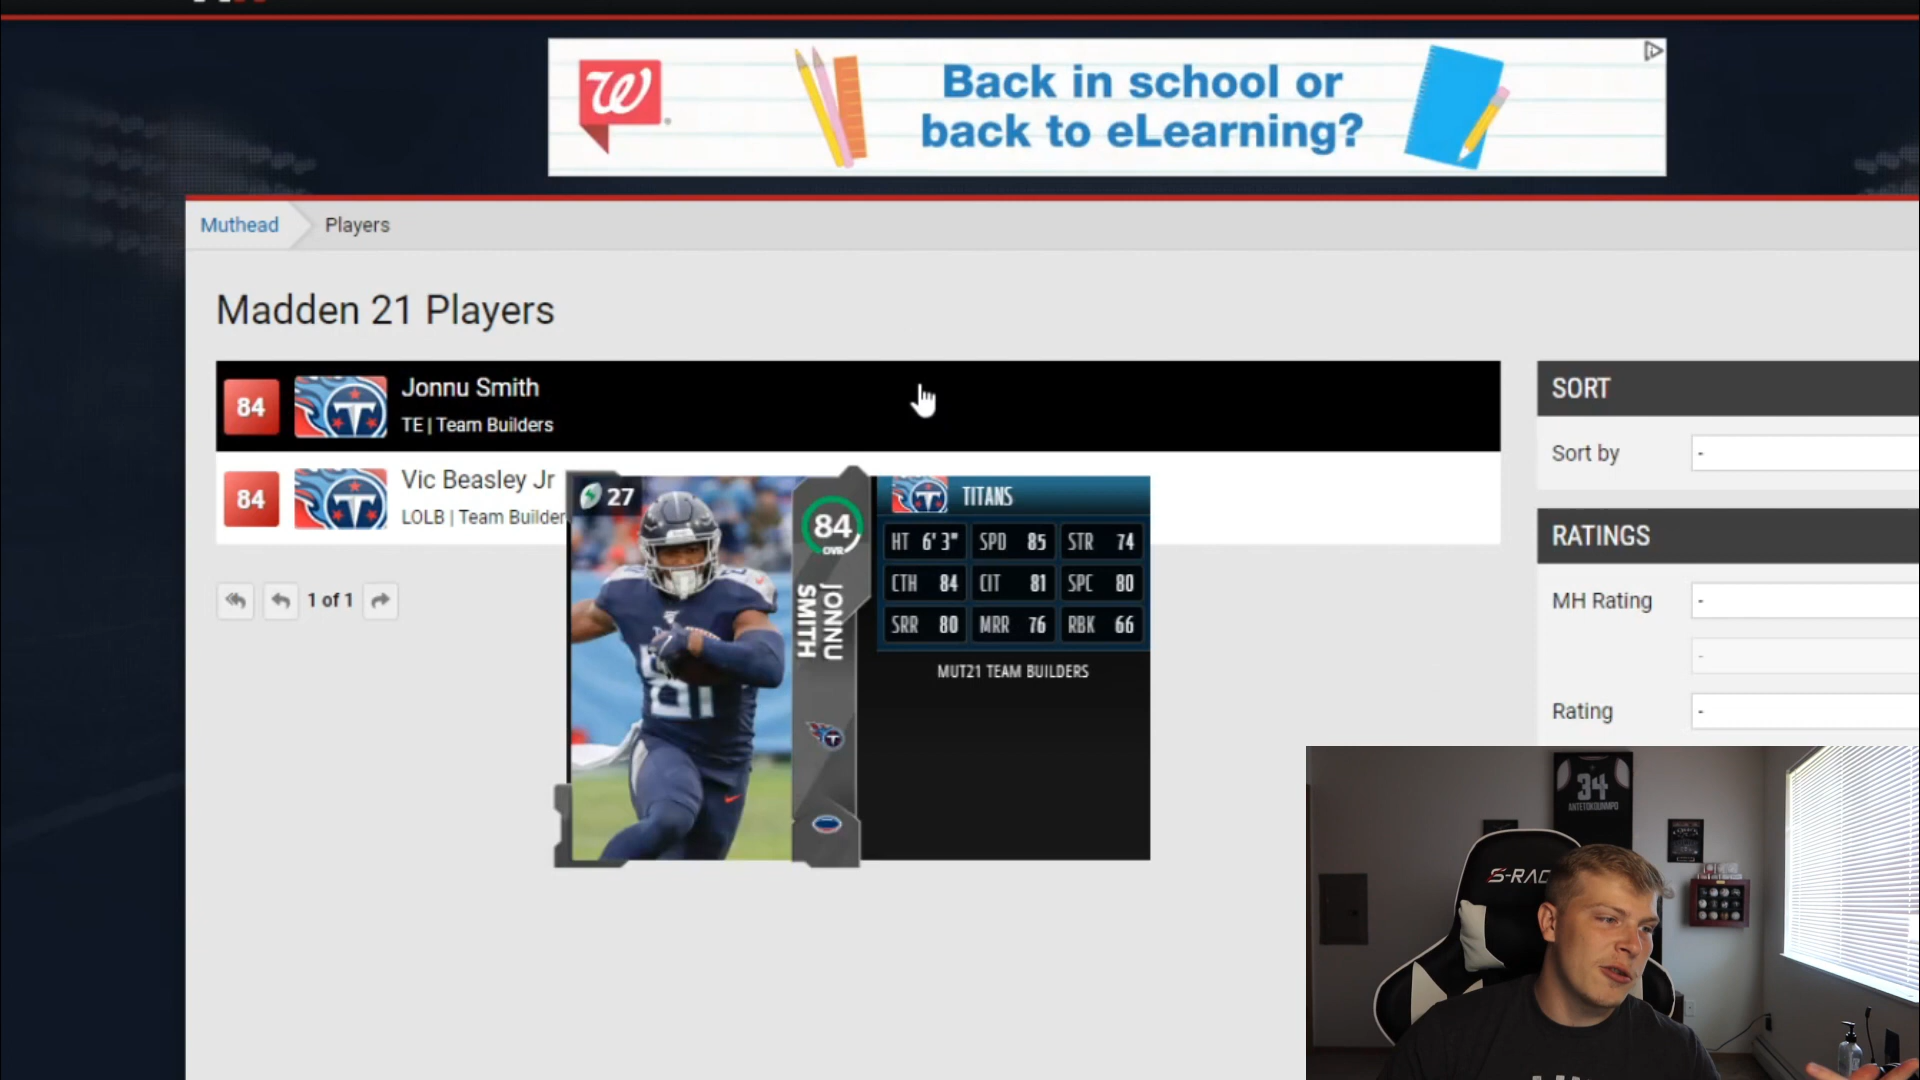 W
Back in school or
back to eLearning?
Muthead
Players
Madden 21 Players
84
Jonnu Smith
TE | Team Builders
84
Vic Beasley Jr
LOLB | Team Builder
1 of 1
27
84
OVR
JONNU
SMITH
81
TITANS
HT 6' 3" SPD 85 STR 74
CTH 84 CIT 81 SPC 80
SRR 80 MRR 76 RBK 66
MUT21 TEAM BUILDERS
SORT
Sort by
-
RATINGS
MH Rating
-
-
Rating
-
34
ANTETOKOUNMPO
S-RAC